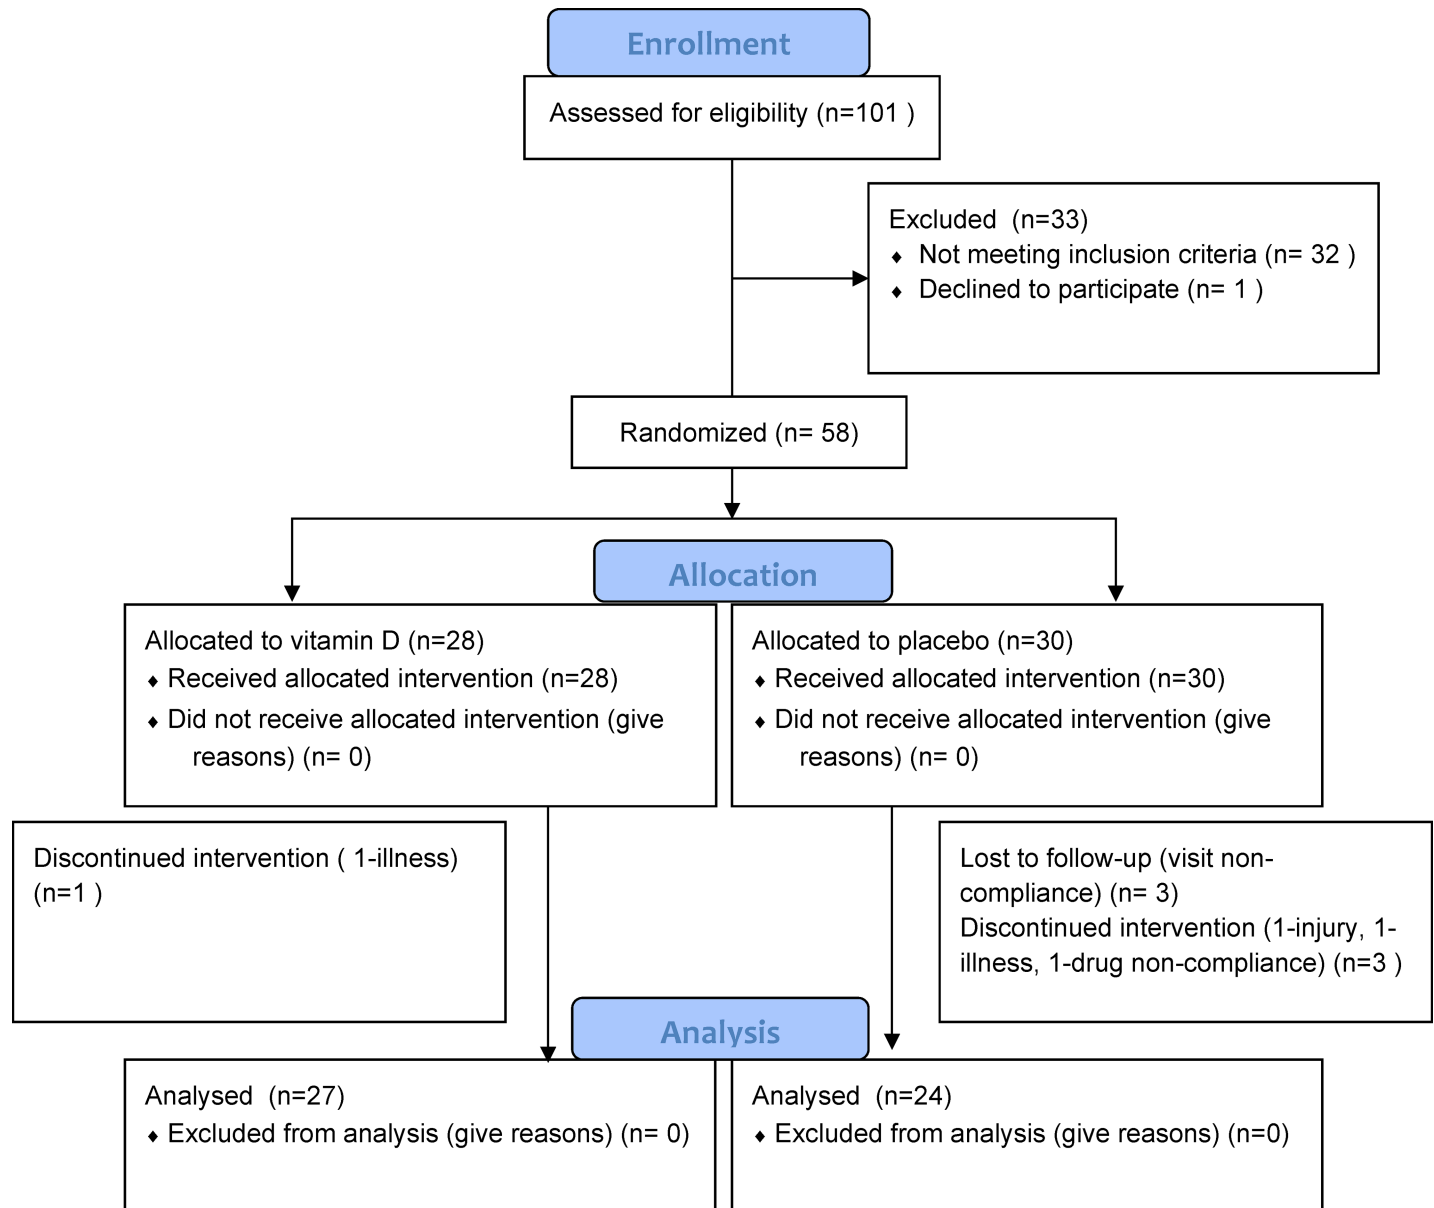 Enrollment
Assessed for eligibility (n=101 )
Excluded  (n=33)
♦ Not meeting inclusion criteria (n= 32 )
♦ Declined to participate (n= 1 )
Randomized (n= 58)
Allocation
Allocated to vitamin D (n=28)
♦ Received allocated intervention (n=28)
♦ Did not receive allocated intervention (give
reasons) (n= 0)
Allocated to placebo (n=30)
♦ Received allocated intervention (n=30)
♦ Did not receive allocated intervention (give
reasons) (n= 0)
Discontinued intervention ( 1-illness)
(n=1 )
Lost to follow-up (visit non-
compliance) (n= 3)
Discontinued intervention (1-injury, 1-
illness, 1-drug non-compliance) (n=3 )
Analysis
Analysed  (n=27)
♦ Excluded from analysis (give reasons) (n= 0)
Analysed  (n=24)
♦ Excluded from analysis (give reasons) (n=0)